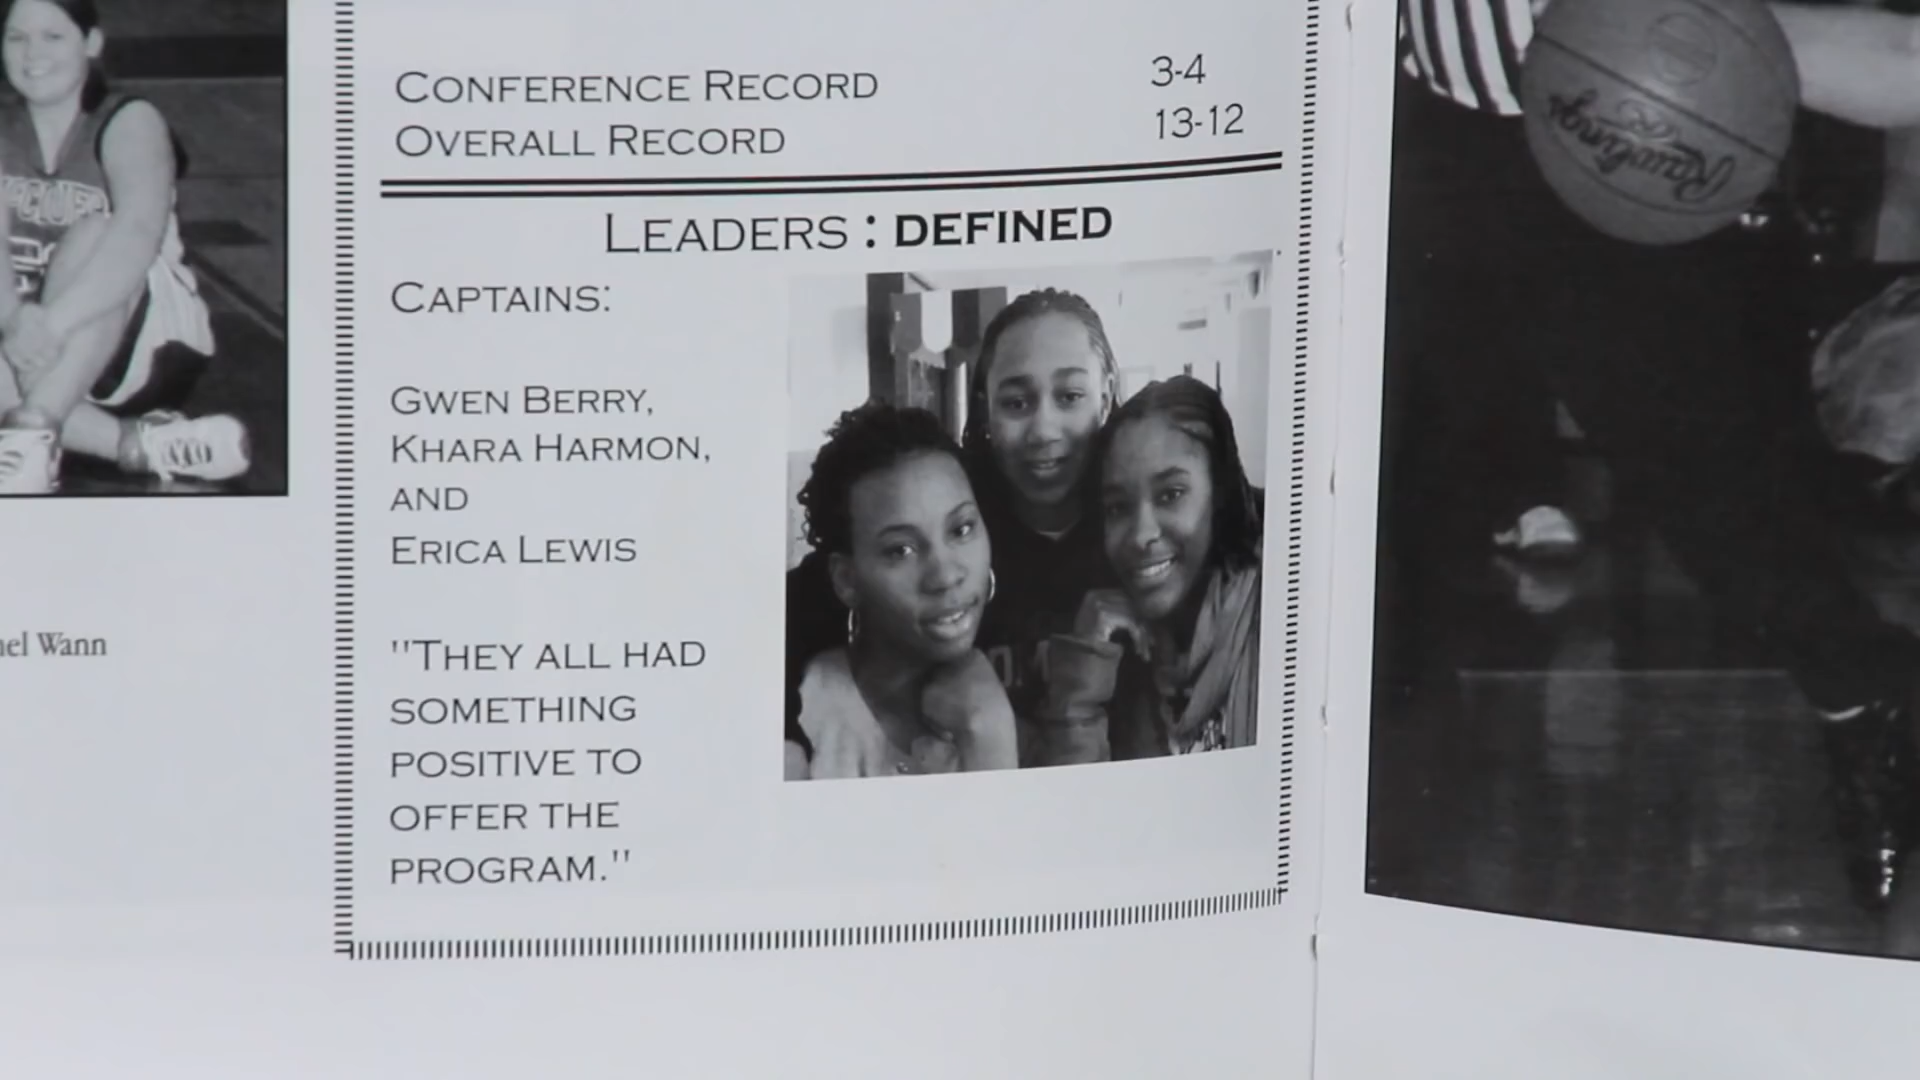 CONFERENCE RECORD 3-4
OVERALL RECORD 13-12
LEADERS : DEFINED
CAPTAINS:
GWEN BERRY,
KHARA HARMON,
AND
ERICA LEWIS
"THEY ALL HAD
SOMETHING
POSITIVE TO
OFFER THE
PROGRAM."
Wann
Rawlings